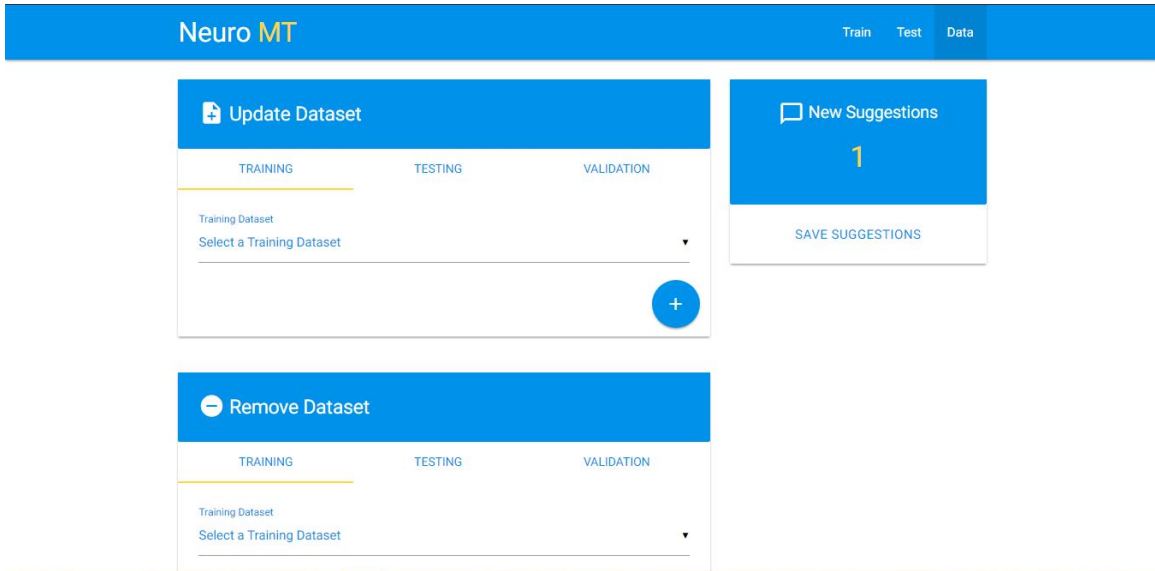 Neuro MT
Train Test Data
Update Dataset
TRAINING TESTING VALIDATION
Training Dataset
Select a Training Dataset
+
New Suggestions
1
SAVE SUGGESTIONS
Remove Dataset
TRAINING TESTING VALIDATION
Training Dataset
Select a Training Dataset